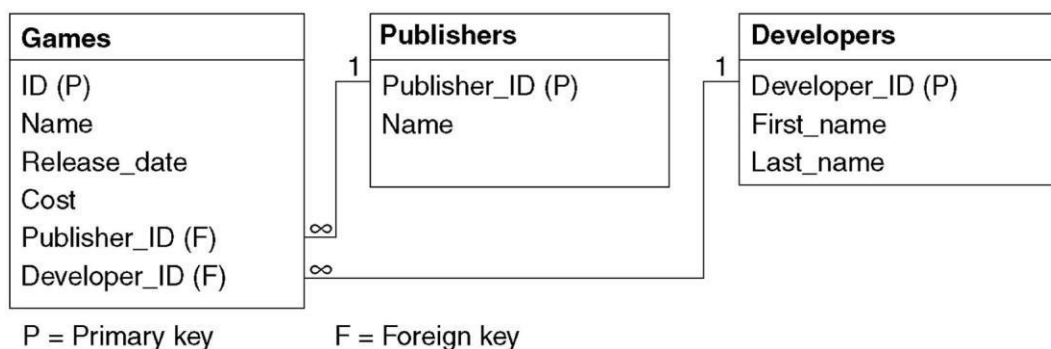 Games
ID (P)
Name
Release_date
Cost
Publisher_ID (F)
Developer_ID (F)
1
∞
∞
Publishers
Publisher_ID (P)
Name
1
Developers
Developer_ID (P)
First_name
Last_name
P = Primary key
F = Foreign key